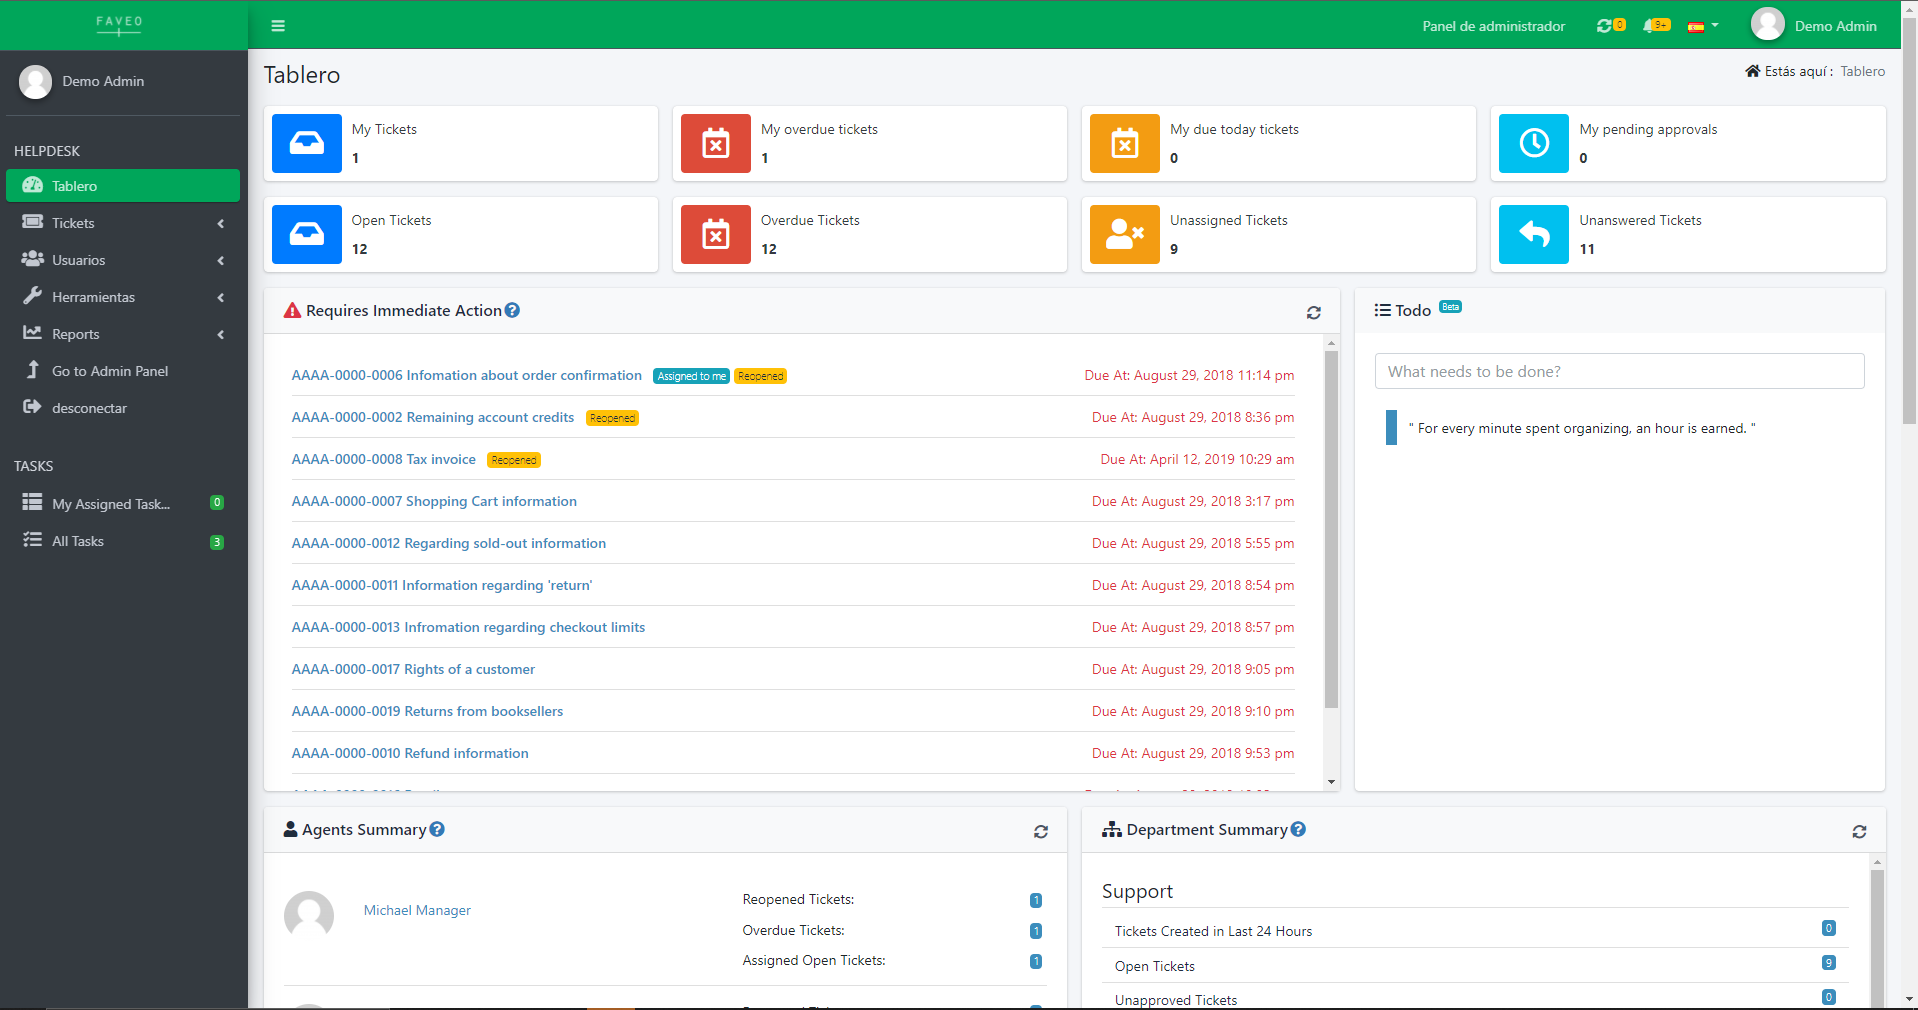 FAVEO
Panel de administrador
0
9+
Demo Admin
Demo Admin
HELPDESK
Tablero
Tickets
Usuarios
Herramientas
Reports
Go to Admin Panel
desconectar
TASKS
My Assigned Task... 0
All Tasks 3
Tablero
Estás aquí : Tablero
My Tickets
1
My overdue tickets
1
My due today tickets
0
My pending approvals
0
Open Tickets
12
Overdue Tickets
12
Unassigned Tickets
9
Unanswered Tickets
11
Requires Immediate Action
AAAA-0000-0006 Infomation about order confirmation Assigned to me Reopened Due At: August 29, 2018 11:14 pm
AAAA-0000-0002 Remaining account credits Reopened Due At: August 29, 2018 8:36 pm
AAAA-0000-0008 Tax invoice Reopened Due At: April 12, 2019 10:29 am
AAAA-0000-0007 Shopping Cart information Due At: August 29, 2018 3:17 pm
AAAA-0000-0012 Regarding sold-out information Due At: August 29, 2018 5:55 pm
AAAA-0000-0011 Information regarding 'return' Due At: August 29, 2018 8:54 pm
AAAA-0000-0013 Infromation regarding checkout limits Due At: August 29, 2018 8:57 pm
AAAA-0000-0017 Rights of a customer Due At: August 29, 2018 9:05 pm
AAAA-0000-0019 Returns from booksellers Due At: August 29, 2018 9:10 pm
AAAA-0000-0010 Refund information Due At: August 29, 2018 9:53 pm
Todo Beta
What needs to be done?
" For every minute spent organizing, an hour is earned. "
Agents Summary
Michael Manager
Reopened Tickets: 1
Overdue Tickets: 1
Assigned Open Tickets: 1
Department Summary
Support
Tickets Created in Last 24 Hours 0
Open Tickets 9
Unapproved Tickets 0